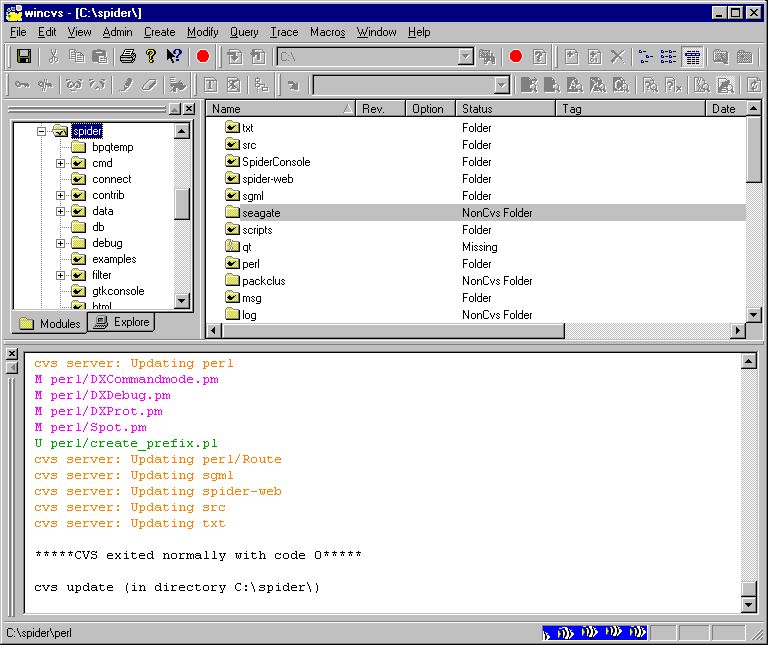 wincvs - [C:\spider\]
File Edit View Admin Create Modify Query Trace Macros Window Help
C:\
Name Rev. Option Status Tag Date
spider
bpqtemp
cmd
connect
contrib
data
db
debug
examples
filter
gtkconsole
html
Modules Explore
txt Folder
src Folder
SpiderConsole Folder
spider-web Folder
sgml Folder
seagate NonCvs Folder
scripts Folder
qt Missing
perl Folder
packclus NonCvs Folder
msg Folder
log NonCvs Folder
cvs server: Updating perl
M perl/DXCommandmode.pm
M perl/DXDebug.pm
M perl/DXProt.pm
M perl/Spot.pm
U perl/create_prefix.pl
cvs server: Updating perl/Route
cvs server: Updating sgml
cvs server: Updating spider-web
cvs server: Updating src
cvs server: Updating txt
*****CVS exited normally with code 0*****
cvs update (in directory C:\spider\)
C:\spider\perl